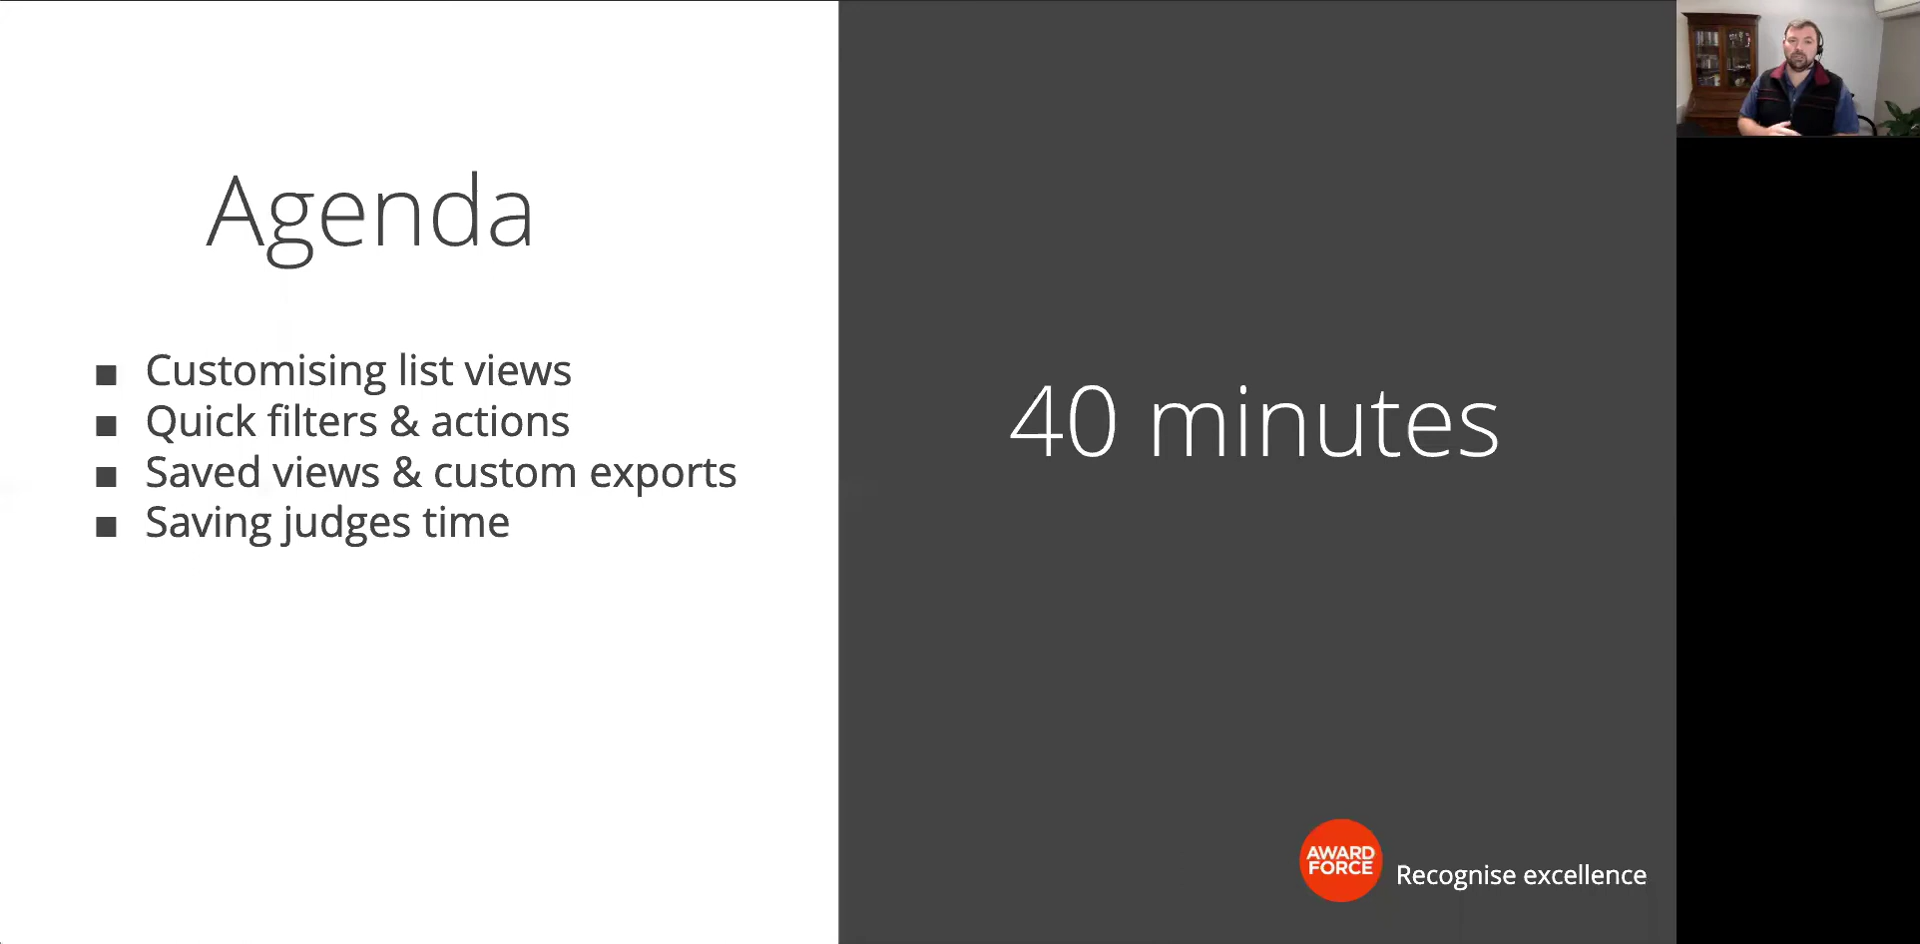 Agenda
■ Customising list views
■ Quick filters & actions
■ Saved views & custom exports
■ Saving judges time
40 minutes
AWARD
FORCE
Recognise excellence